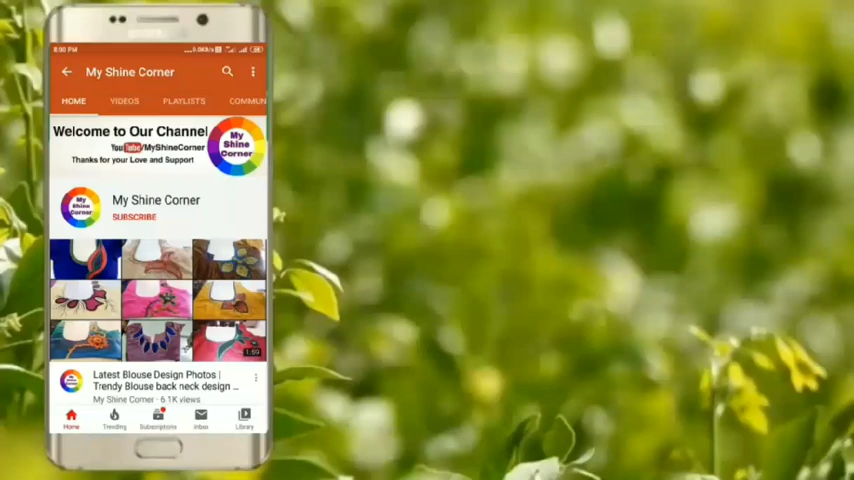 8:00 PM
My Shine Corner
HOME VIDEOS PLAYLISTS COMMUN
Welcome to Our Channel
YouTube/MyShineCorner
Thanks for your Love and Support
My
Shine
Corner
My
Shine
Corner
My Shine Corner
SUBSCRIBE
1:59
Latest Blouse Design Photos |
Trendy Blouse back neck design ...
My Shine Corner · 6.1K views
Home Trending Subscriptions Inbox Library